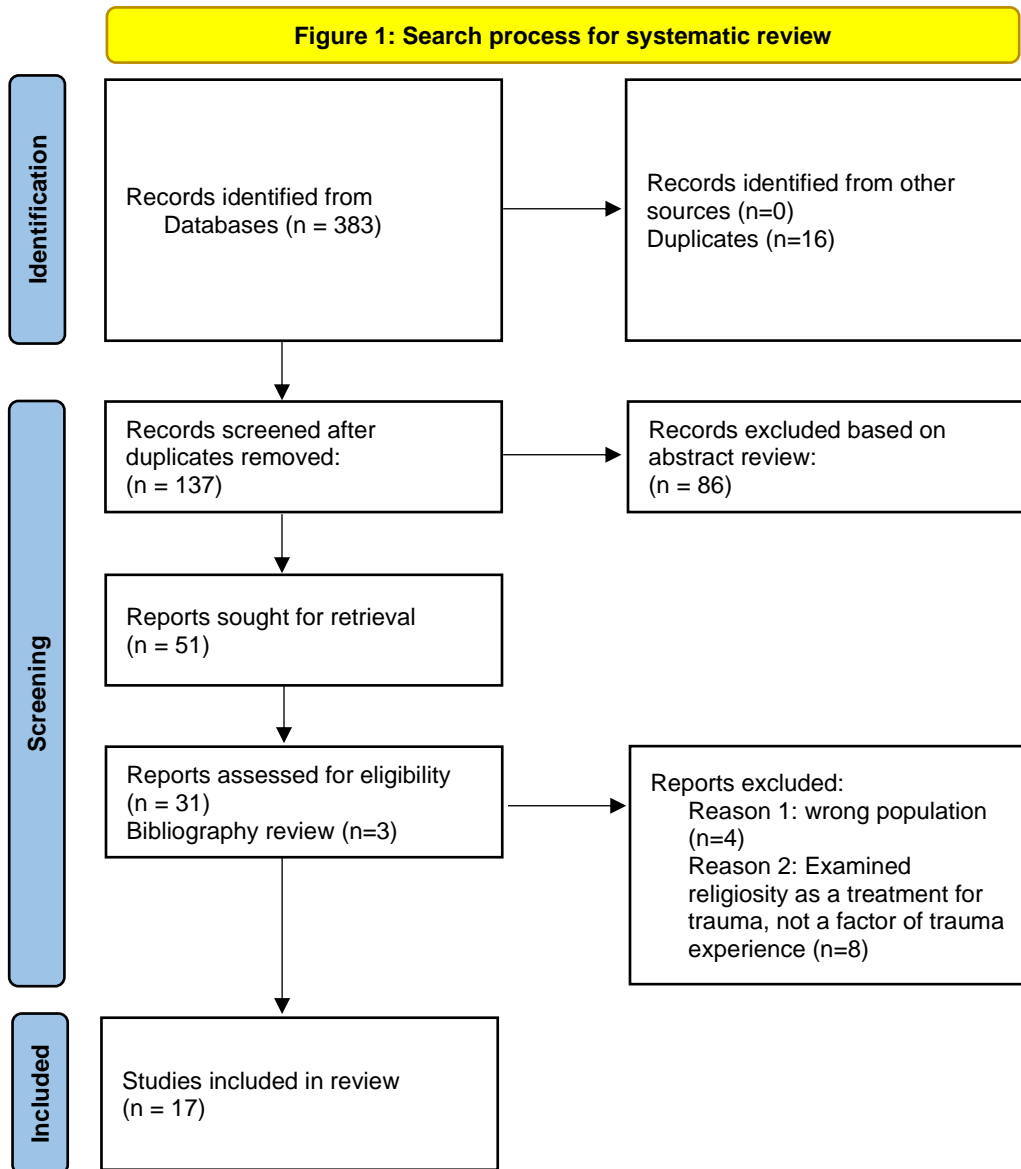 Figure 1: Search process for systematic review
Identification
Records identified from
Databases (n = 383)
Records identified from other
sources (n=0)
Duplicates (n=16)
Screening
Records screened after
duplicates removed:
(n = 137)
Records excluded based on
abstract review:
(n = 86)
Reports sought for retrieval
(n = 51)
Reports assessed for eligibility
(n = 31)
Bibliography review (n=3)
Reports excluded:
Reason 1: wrong population
(n=4)
Reason 2: Examined
religiosity as a treatment for
trauma, not a factor of trauma
experience (n=8)
Included
Studies included in review
(n = 17)